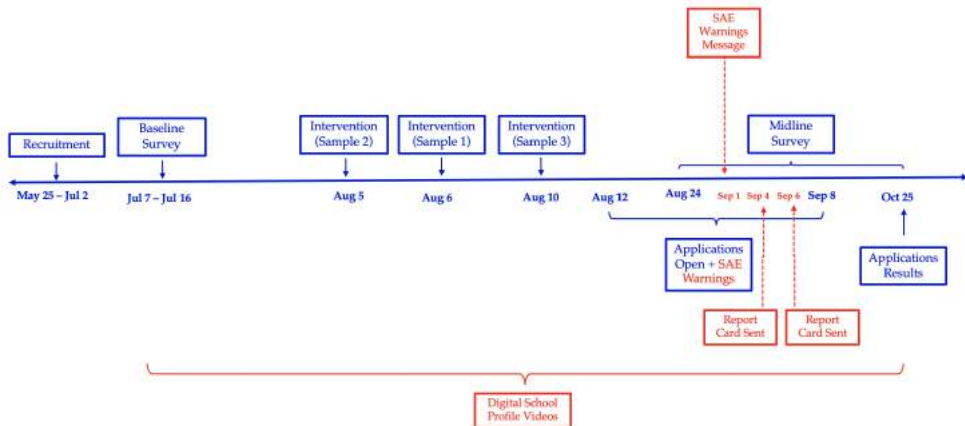 SAE
Warnings
Message
Recruitment
Baseline
Survey
Intervention
(Sample 2)
Intervention
(Sample 1)
Intervention
(Sample 3)
Midline
Survey
May 25 – Jul 2
Jul 7 – Jul 16
Aug 5
Aug 6
Aug 10
Aug 12
Aug 24
Sep 1
Sep 4
Sep 6
Sep 8
Oct 25
Applications
Open + SAE
Warnings
Applications
Results
Report
Card Sent
Report
Card Sent
Digital School
Profile Videos